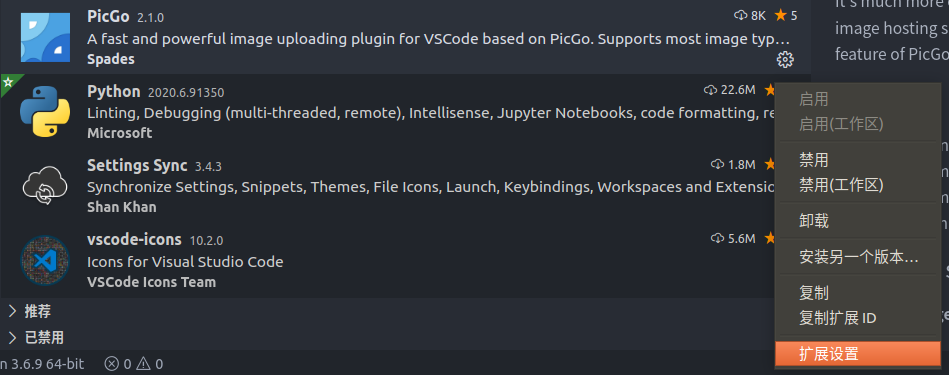 PicGo 2.1.0 8K 5
A fast and powerful image uploading plugin for VSCode based on PicGo. Supports most image typ...
Spades
Python 2020.6.91350 22.6M
Linting, Debugging (multi-threaded, remote), Intellisense, Jupyter Notebooks, code formatting, re
Microsoft
Settings Sync 3.4.3 1.8M
Synchronize Settings, Snippets, Themes, File Icons, Launch, Keybindings, Workspaces and Extensio
Shan Khan
vscode-icons 10.2.0 5.6M
Icons for Visual Studio Code
VSCode Icons Team
推荐
已禁用
n 3.6.9 64-bit 0 0
It's much more
image hosting s
feature of PicGo
启用
启用(工作区)
禁用
禁用(工作区)
卸载
安装另一个版本...
复制
复制扩展 ID
扩展设置